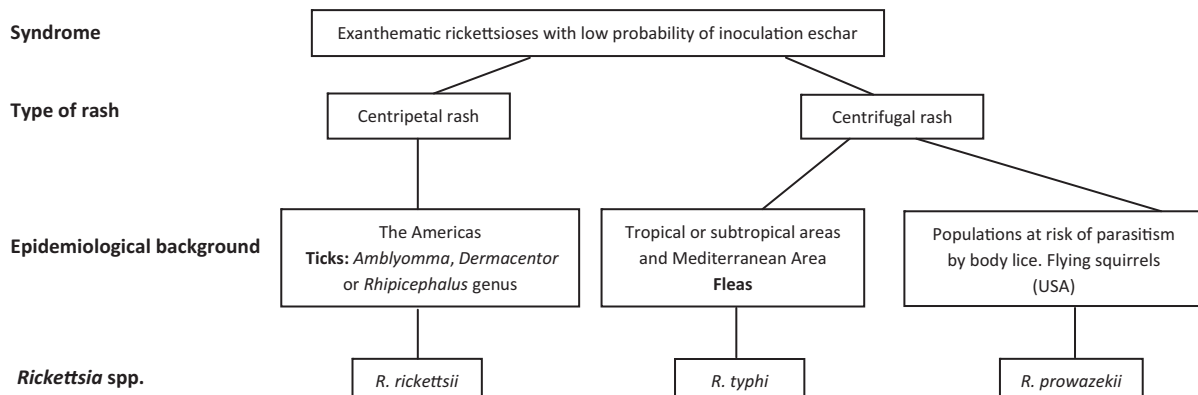 Syndrome
Exanthematic rickettsioses with low probability of inoculation eschar
Type of rash
Centripetal rash
Centrifugal rash
Epidemiological background
The Americas
Ticks: Amblyomma, Dermacentor
or Rhipicephalus genus
Tropical or subtropical areas
and Mediterranean Area
Fleas
Populations at risk of parasitism
by body lice. Flying squirrels
(USA)
Rickettsia spp.
R. rickettsii
R. typhi
R. prowazekii